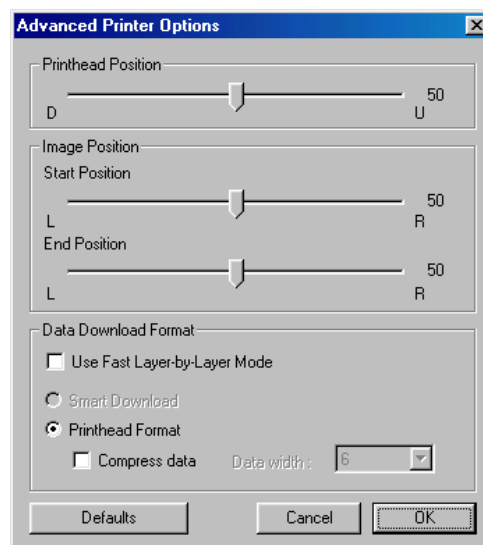 Advanced Printer Options
Printhead Position
50
D U
Image Position
Start Position
50
L R
End Position
50
L R
Data Download Format
Use Fast Layer-by-Layer Mode
Smart Download
Printhead Format
Compress data Data width : 6
Defaults Cancel OK